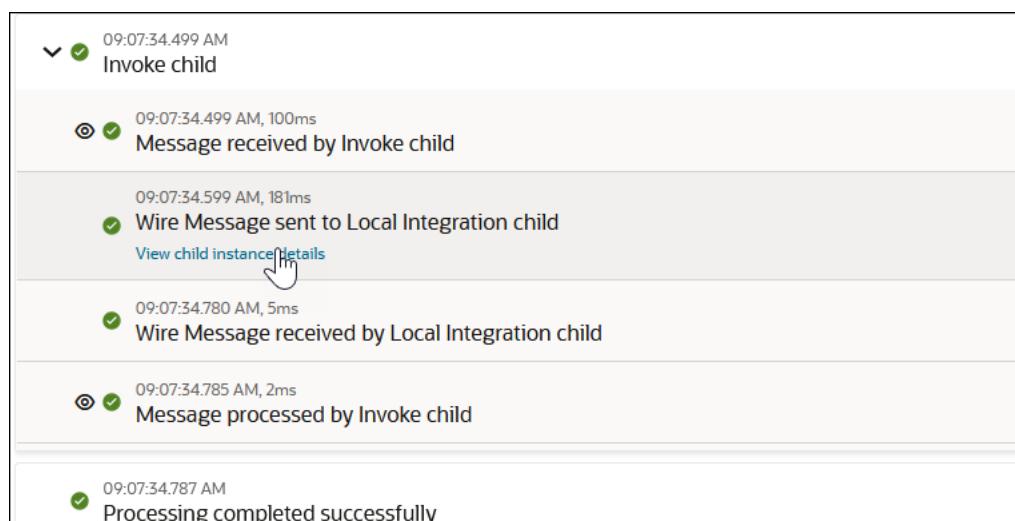 09:07:34.499 AM
Invoke child
09:07:34.499 AM, 100ms
Message received by Invoke child
09:07:34.599 AM, 181ms
Wire Message sent to Local Integration child
View child instance details
09:07:34.780 AM, 5ms
Wire Message received by Local Integration child
09:07:34.785 AM, 2ms
Message processed by Invoke child
09:07:34.787 AM
Processing completed successfully